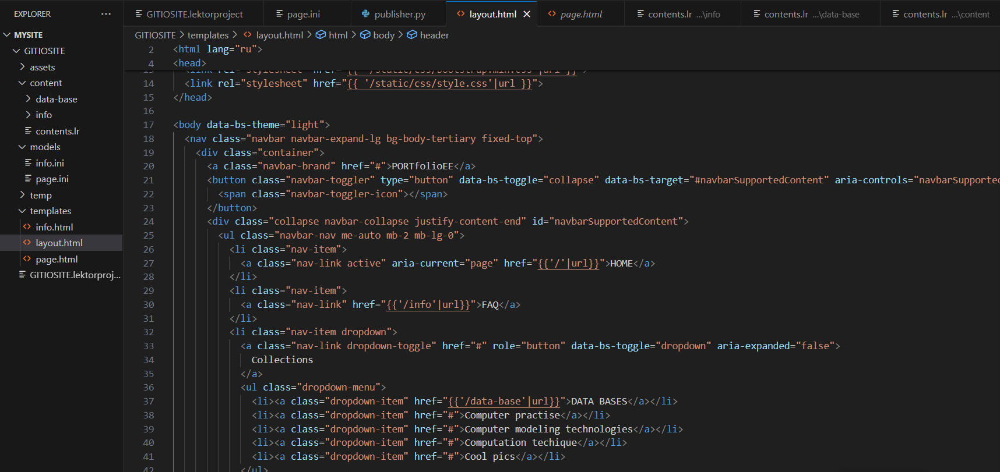 EXPLORER ...
GITIOSITE.lektorproject
page.ini
publisher.py
layout.html
page.html
contents.lr ...\info
contents.lr ...\data-base
contents.lr ...\content
MYSITE
GITIOSITE
assets
content
data-base
info
contents.lr
models
info.ini
page.ini
temp
templates
info.html
layout.html
page.html
GITIOSITE.lektorproj...
GITIOSITE > templates > layout.html > html > body > header
2 <html lang="ru">
4 <head>
13 <link rel="stylesheet" href="{{ '/static/css/bootstrap.min.css'|url }}">
14 <link rel="stylesheet" href="{{ '/static/css/style.css'|url }}">
15 </head>
16
17 <body data-bs-theme="light">
18 <nav class="navbar navbar-expand-lg bg-body-tertiary fixed-top">
19 <div class="container">
20 <a class="navbar-brand" href="#">PORTfolioEE</a>
21 <button class="navbar-toggler" type="button" data-bs-toggle="collapse" data-bs-target="#navbarSupportedContent" aria-controls="navbarSupported
22 <span class="navbar-toggler-icon"></span>
23 </button>
24 <div class="collapse navbar-collapse justify-content-end" id="navbarSupportedContent">
25 <ul class="navbar-nav me-auto mb-2 mb-lg-0">
26 <li class="nav-item">
27 <a class="nav-link active" aria-current="page" href="{{'/'|url}}">HOME</a>
28 </li>
29 <li class="nav-item">
30 <a class="nav-link" href="{{'/info'|url}}">FAQ</a>
31 </li>
32 <li class="nav-item dropdown">
33 <a class="nav-link dropdown-toggle" href="#" role="button" data-bs-toggle="dropdown" aria-expanded="false">
34 Collections
35 </a>
36 <ul class="dropdown-menu">
37 <li><a class="dropdown-item" href="{{'/data-base'|url}}">DATA BASES</a></li>
38 <li><a class="dropdown-item" href="#">Computer practise</a></li>
39 <li><a class="dropdown-item" href="#">Computer modeling technologies</a></li>
40 <li><a class="dropdown-item" href="#">Computation techique</a></li>
41 <li><a class="dropdown-item" href="#">Cool pics</a></li>
42 </ul>